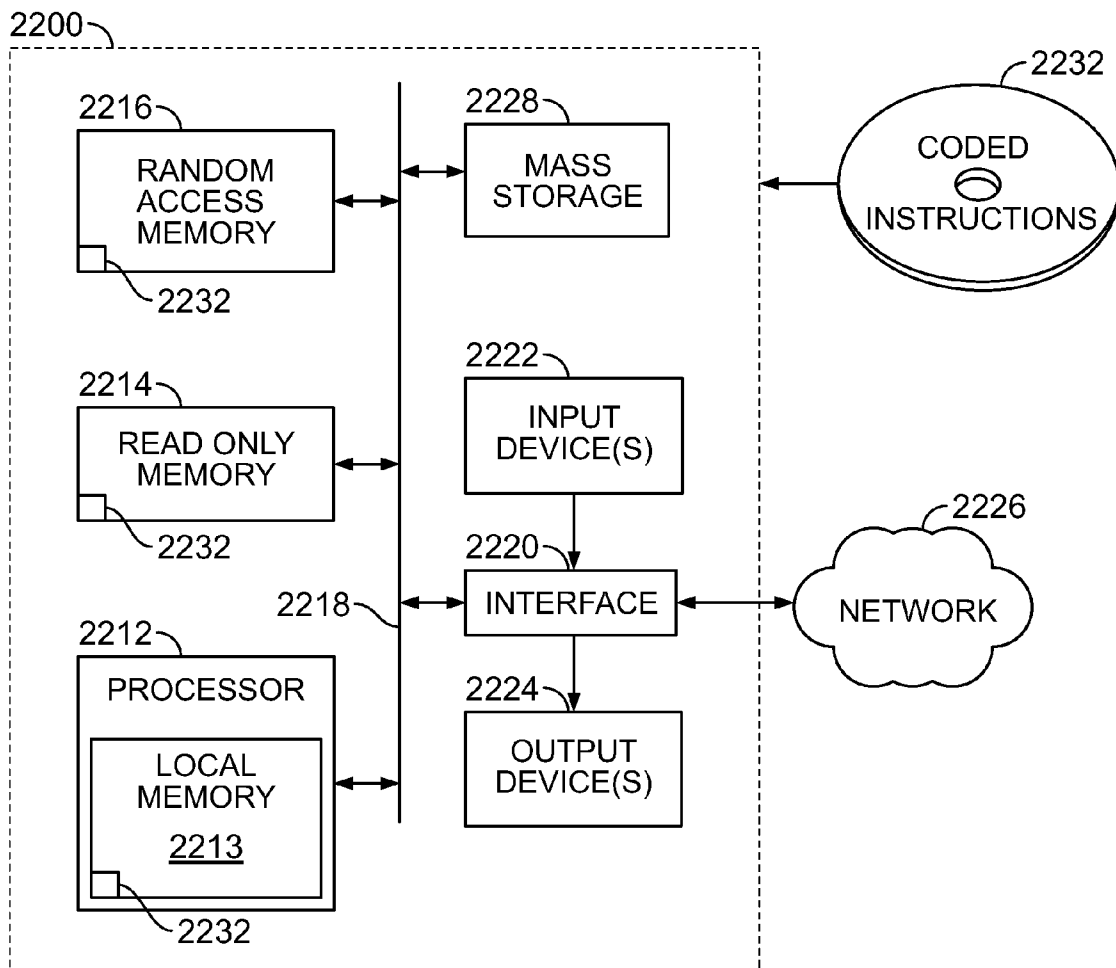 2200
2216
RANDOM
ACCESS
MEMORY
2232
2228
MASS
STORAGE
2232
CODED
INSTRUCTIONS
2214
READ ONLY
MEMORY
2232
2222
INPUT
DEVICE(S)
2220
INTERFACE
2218
2226
NETWORK
2212
PROCESSOR
LOCAL
MEMORY
2213
2232
2224
OUTPUT
DEVICE(S)